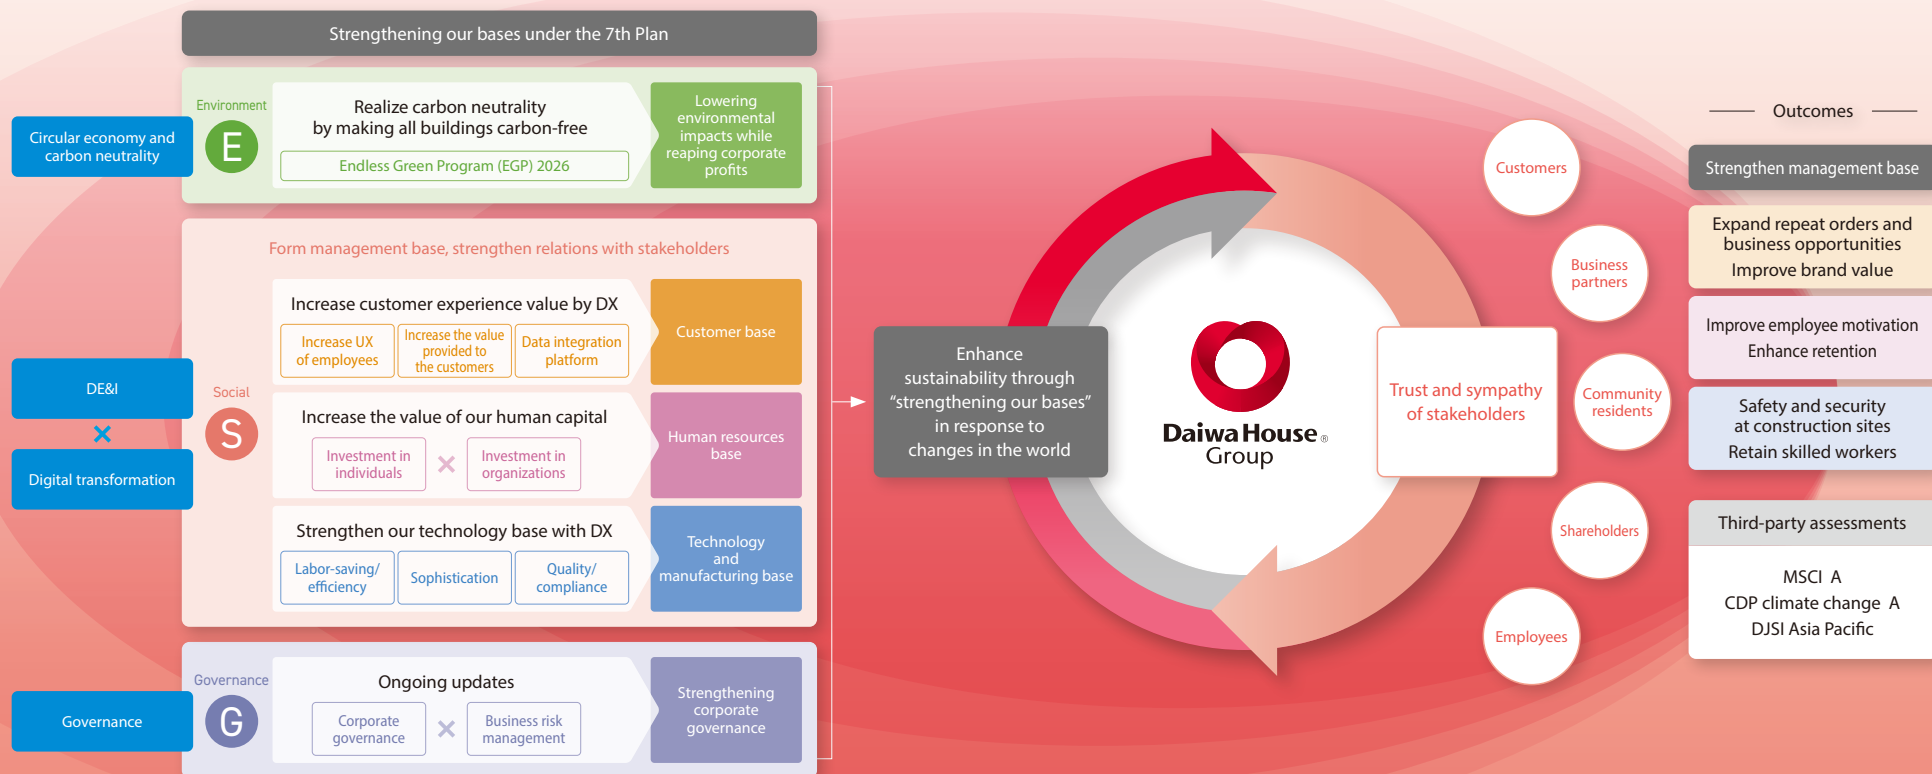 Strengthening our bases under the 7th Plan
Circular economy and
carbon neutrality
Environment
E
Realize carbon neutrality
by making all buildings carbon-free
Endless Green Program (EGP) 2026
Lowering
environmental
impacts while
reaping corporate
profits
DE&I
×
Digital transformation
Social
S
Form management base, strengthen relations with stakeholders
Increase customer experience value by DX
Increase UX
of employees
Increase the value
provided to
the customers
Data integration
platform
Customer base
Increase the value of our human capital
Investment in
individuals
×
Investment in
organizations
Human resources
base
Strengthen our technology base with DX
Labor-saving/
efficiency
Sophistication
Quality/
compliance
Technology
and
manufacturing base
Governance
Governance
G
Ongoing updates
Corporate
governance
×
Business risk
management
Strengthening
corporate
governance
Enhance
sustainability through
“strengthening our bases”
in response to
changes in the world
Daiwa House®
Group
Trust and sympathy
of stakeholders
Customers
Business
partners
Community
residents
Shareholders
Employees
Outcomes
Strengthen management base
Expand repeat orders and
business opportunities
Improve brand value
Improve employee motivation
Enhance retention
Safety and security
at construction sites
Retain skilled workers
Third-party assessments
MSCI A
CDP climate change A
DJSI Asia Pacific